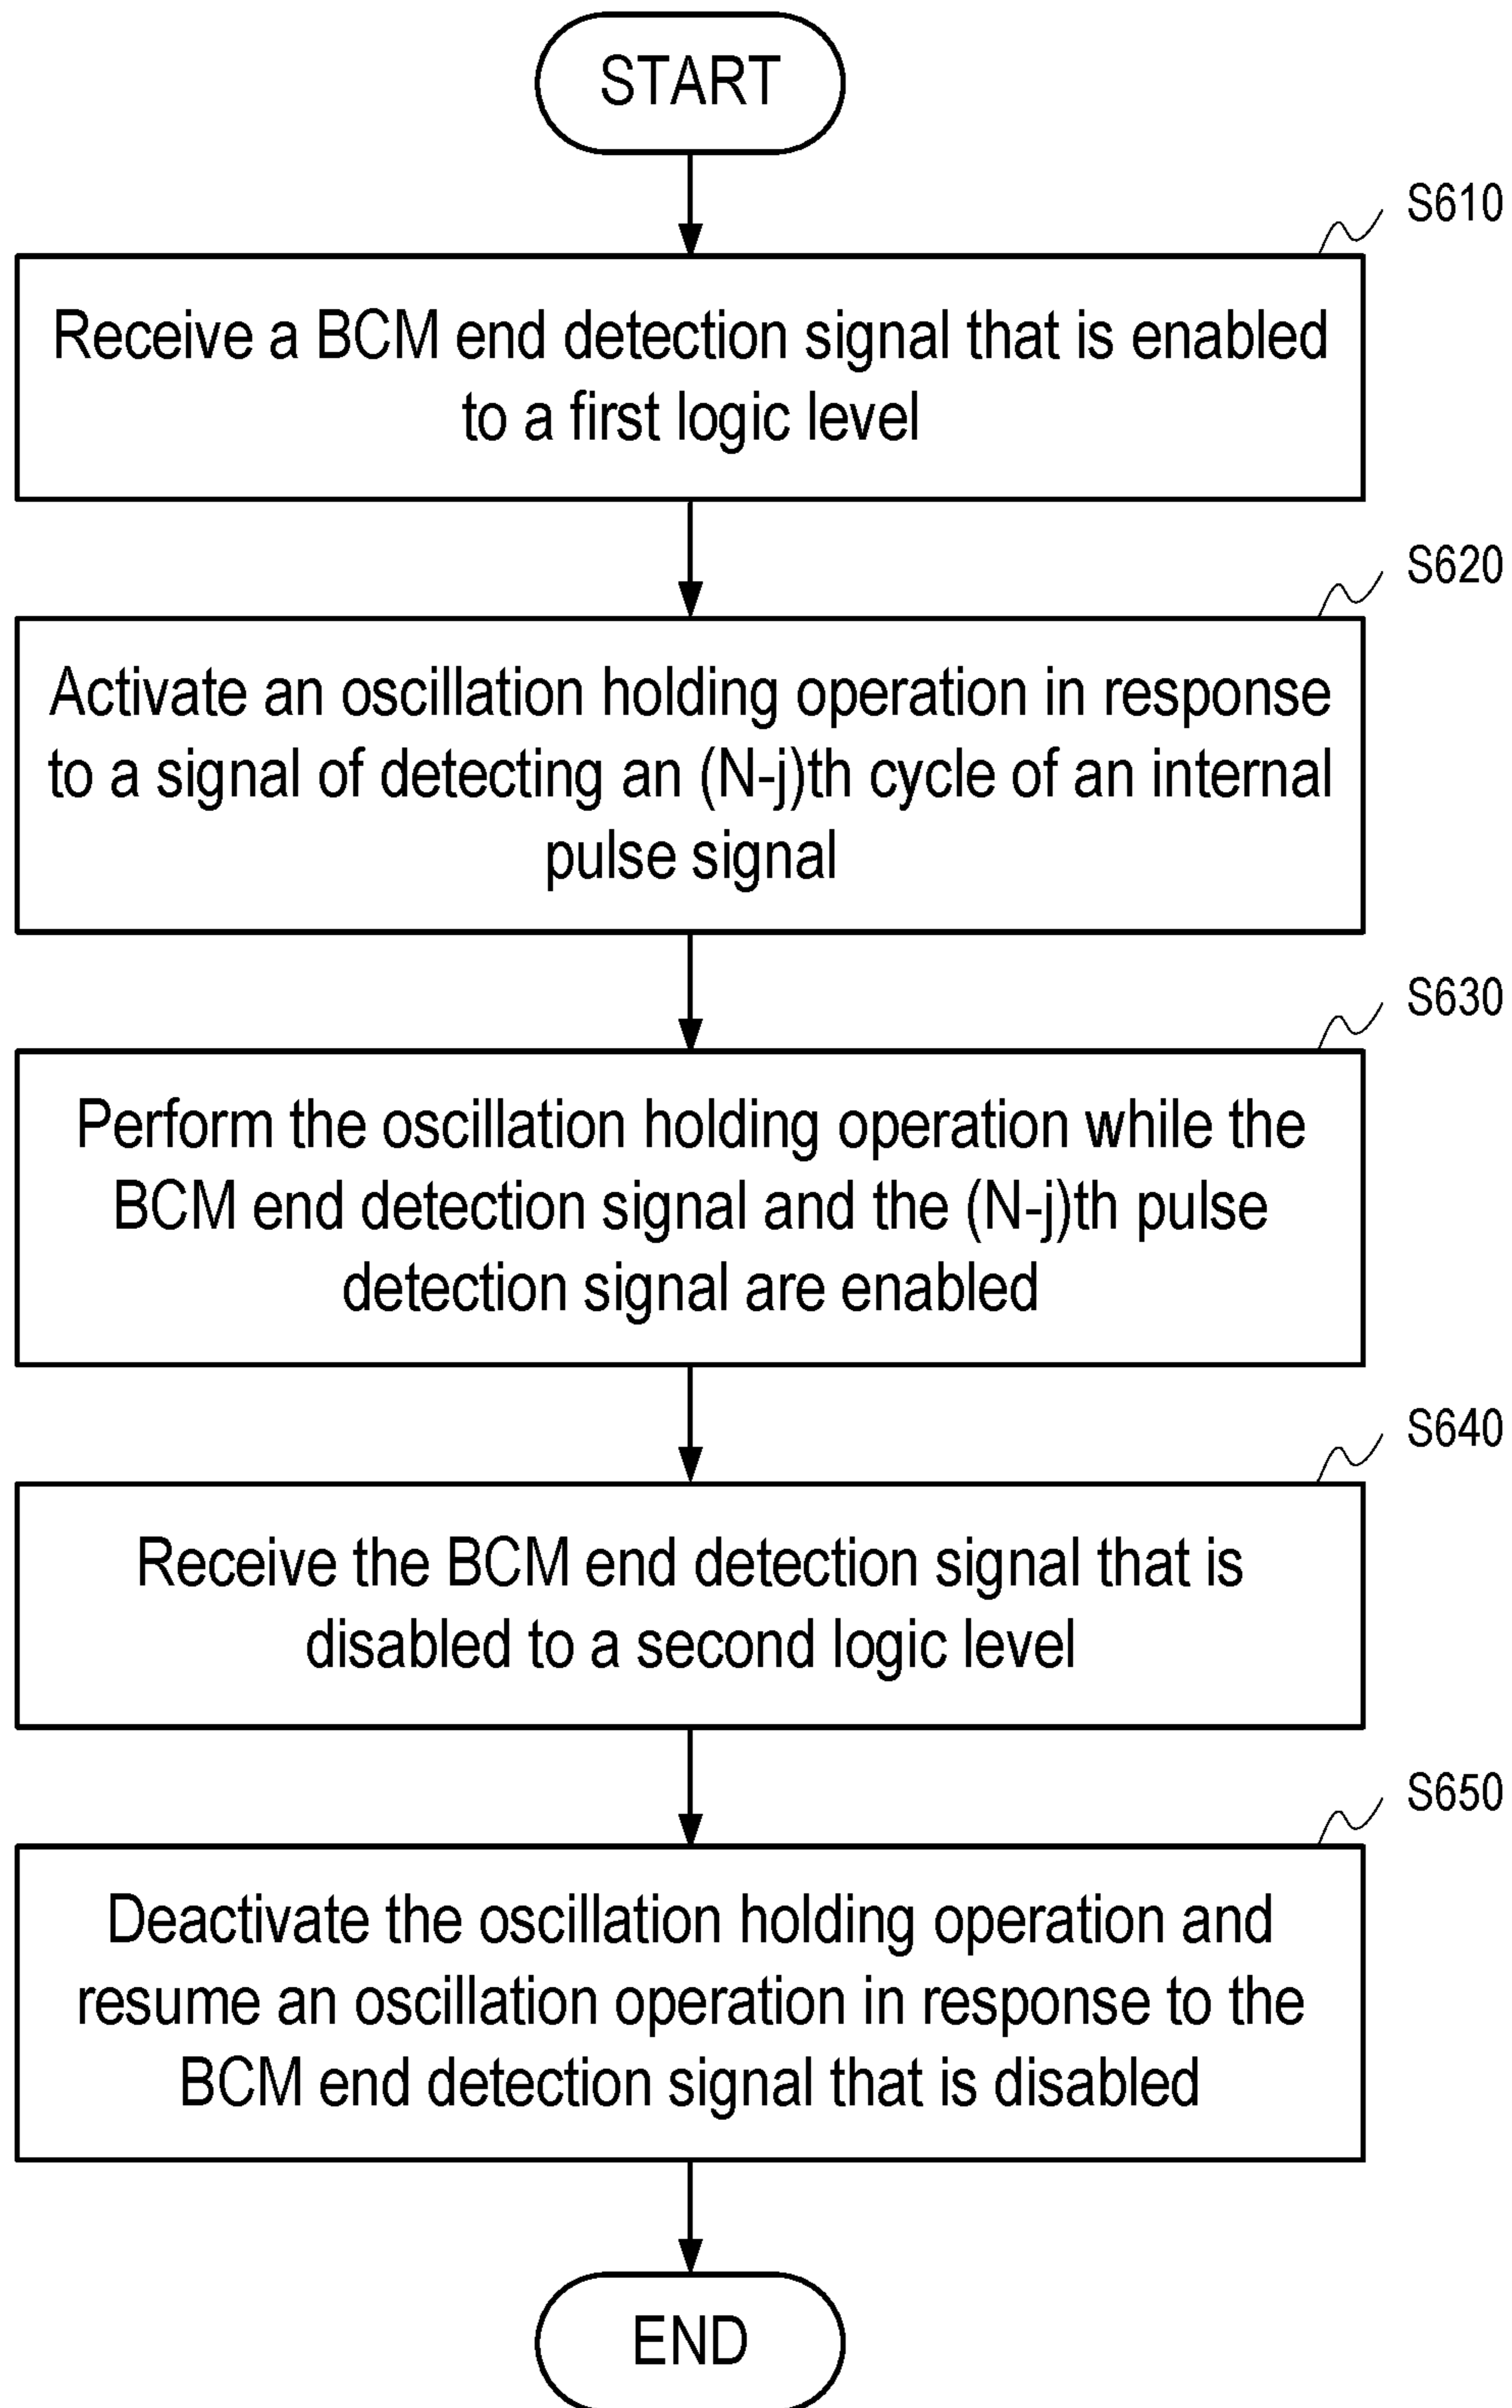 START
S610
Receive a BCM end detection signal that is enabled
to a first logic level
S620
Activate an oscillation holding operation in response
to a signal of detecting an (N-j)th cycle of an internal
pulse signal
S630
Perform the oscillation holding operation while the
BCM end detection signal and the (N-j)th pulse
detection signal are enabled
S640
Receive the BCM end detection signal that is
disabled to a second logic level
S650
Deactivate the oscillation holding operation and
resume an oscillation operation in response to the
BCM end detection signal that is disabled
END